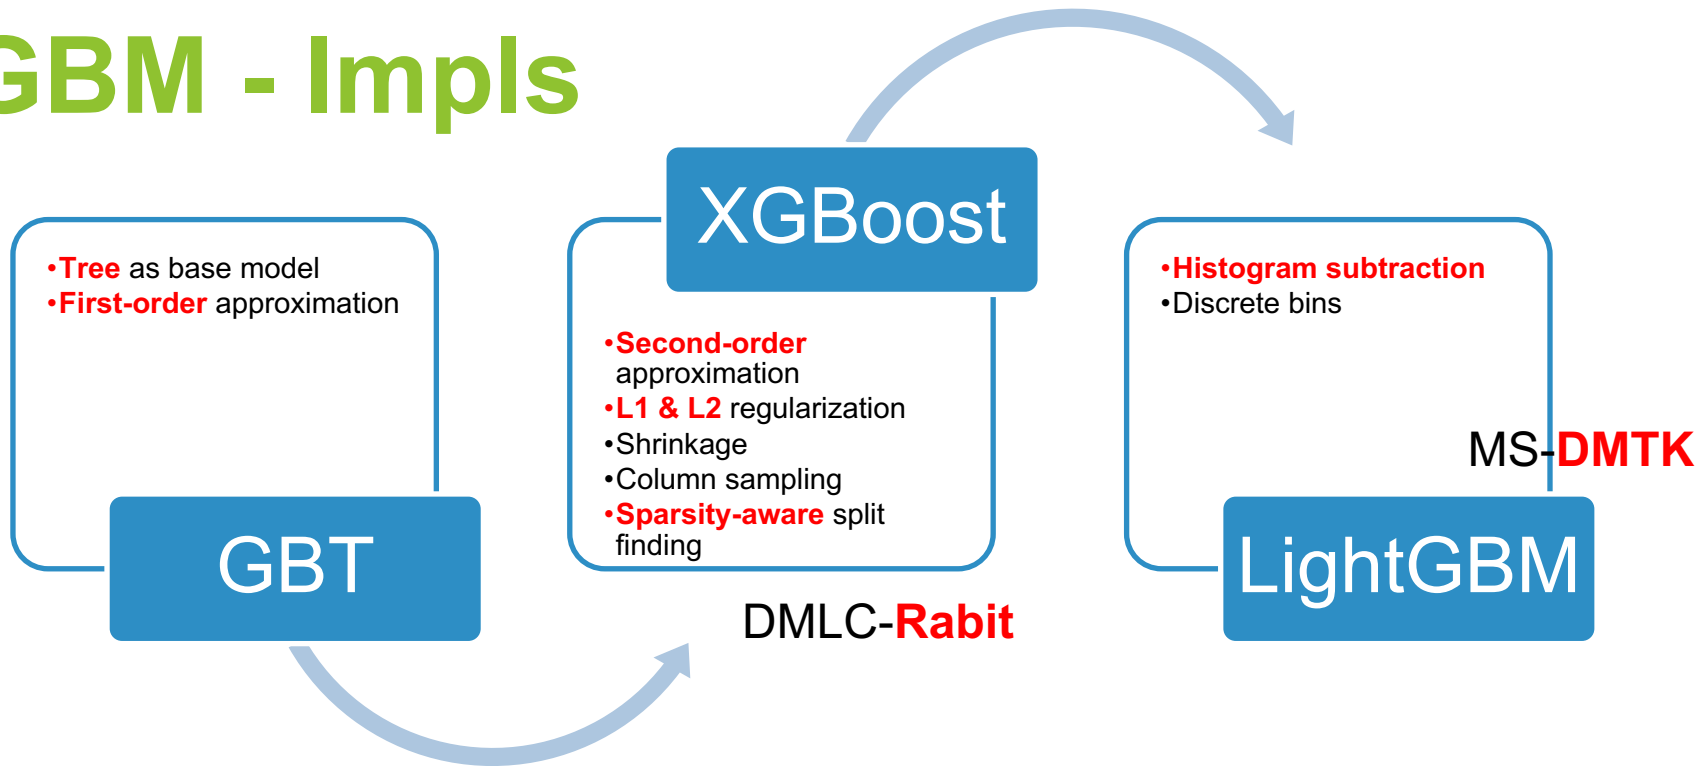 GBM - Impls
•Tree as base model
•First-order approximation
GBT
XGBoost
•Second-order
approximation
•L1 & L2 regularization
•Shrinkage
•Column sampling
•Sparsity-aware split
finding
DMLC-Rabit
•Histogram subtraction
•Discrete bins
MS-DMTK
LightGBM